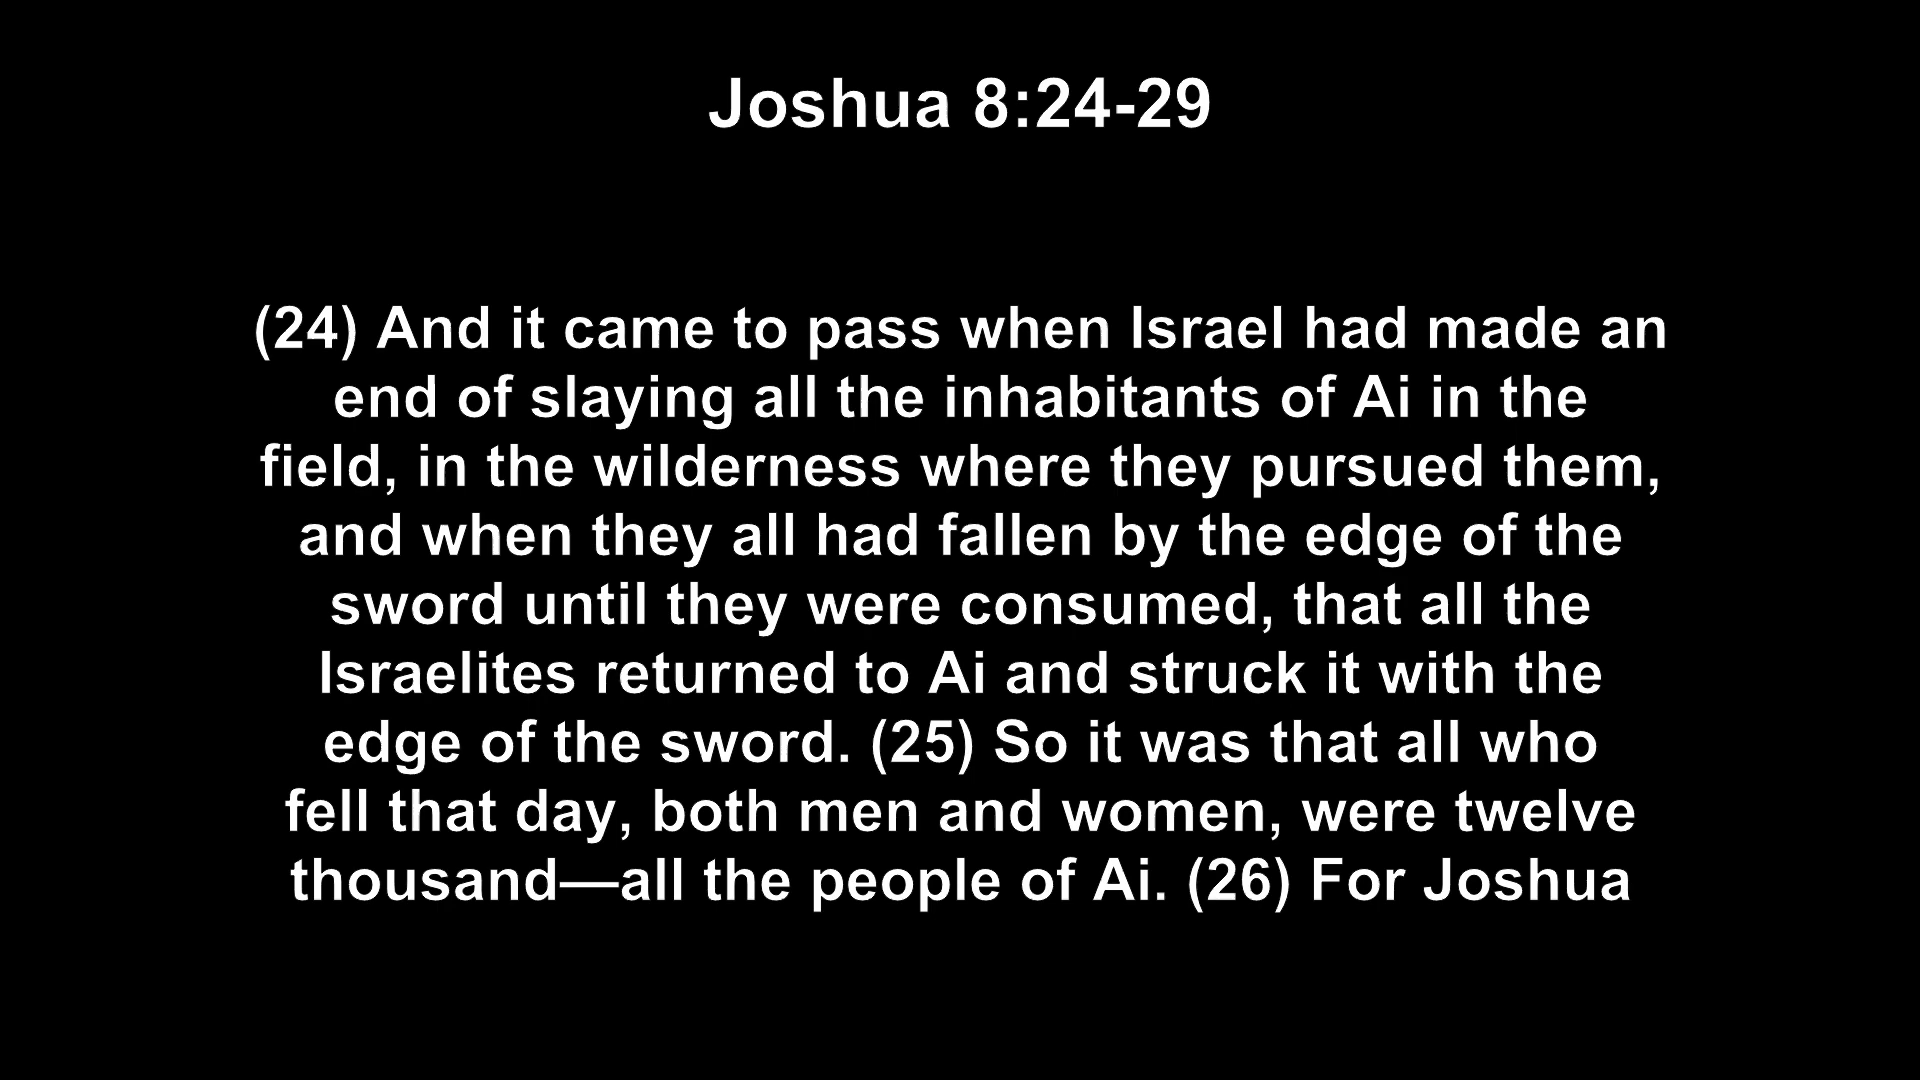 Joshua 8:24-29
(24) And it came to pass when Israel had made an
end of slaying all the inhabitants of Ai in the
field, in the wilderness where they pursued them,
and when they all had fallen by the edge of the
sword until they were consumed, that all the
Israelites returned to Ai and struck it with the
edge of the sword. (25) So it was that all who
fell that day, both men and women, were twelve
thousand—all the people of Ai. (26) For Joshua